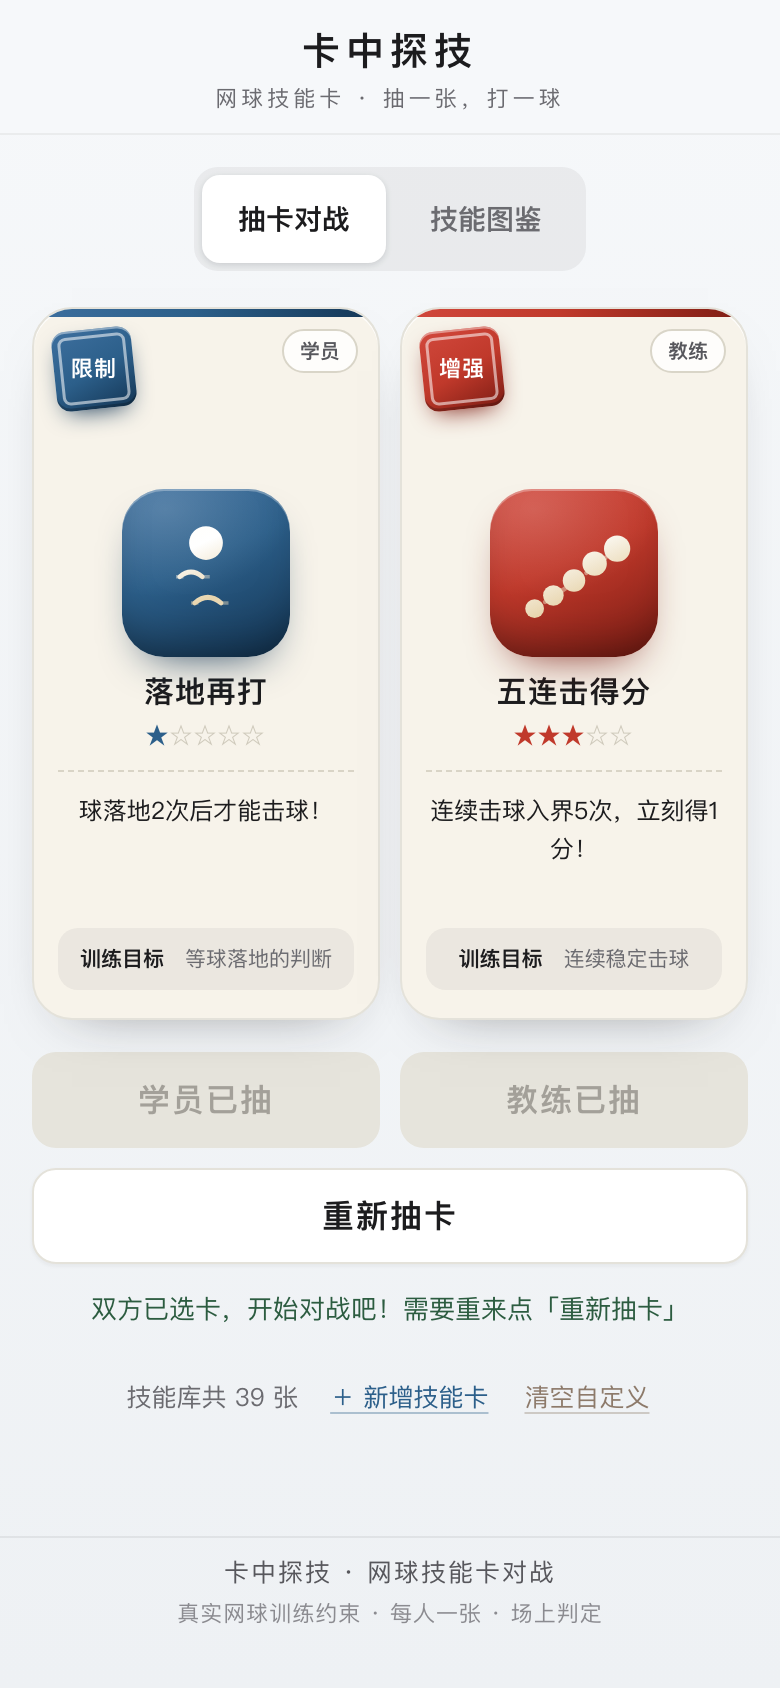 卡中探技
网球技能卡 · 抽一张，打一球
抽卡对战
技能图鉴
限制
学员
落地再打
★☆☆☆☆
球落地2次后才能击球！
训练目标 等球落地的判断
增强
教练
五连击得分
★★★☆☆
连续击球入界5次，立刻得1
分！
训练目标 连续稳定击球
学员已抽
教练已抽
重新抽卡
双方已选卡，开始对战吧！需要重来点「重新抽卡」
技能库共 39 张 ＋ 新增技能卡 清空自定义
卡中探技 · 网球技能卡对战
真实网球训练约束 · 每人一张 · 场上判定